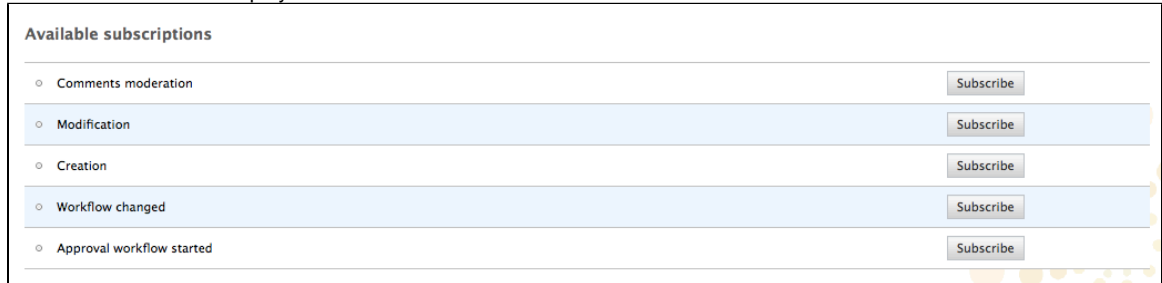 Available subscriptions
Comments moderation Subscribe
Modification Subscribe
Creation Subscribe
Workflow changed Subscribe
Approval workflow started Subscribe